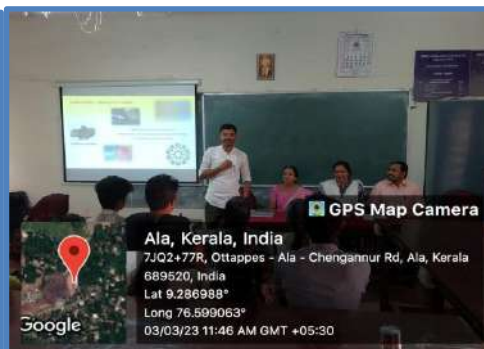 GPS Map Camera
Ala, Kerala, India
7JQ2+77R, Ottappes - Ala - Chengannur Rd, Ala, Kerala
689520, India
Lat 9.286988°
Long 76.599063°
03/03/23 11:46 AM GMT +05:30
Google